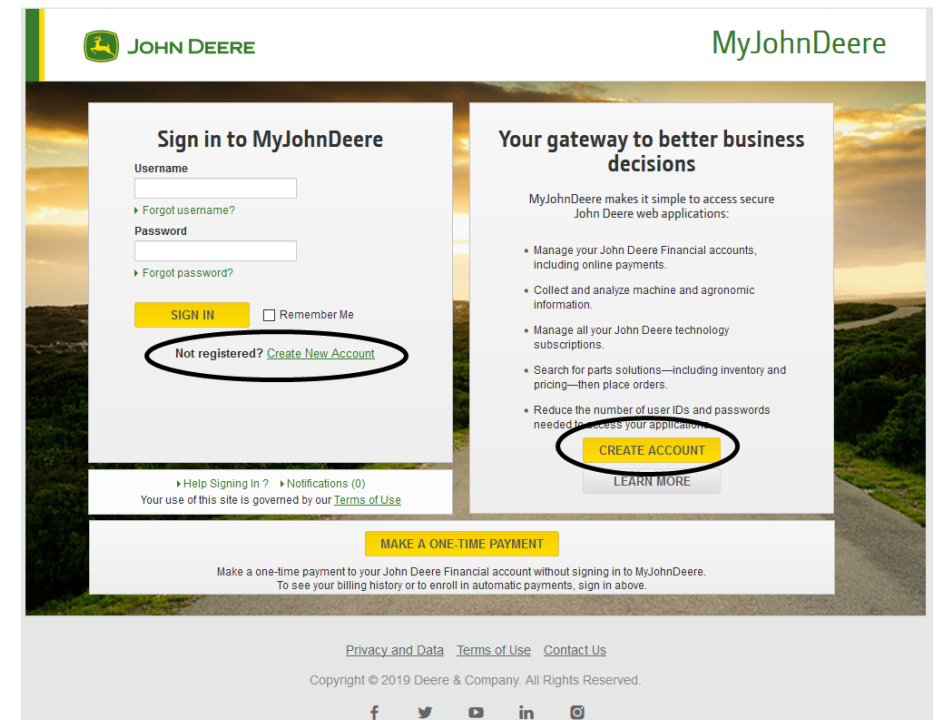 JOHN DEERE
MyJohnDeere
Sign in to MyJohnDeere
Username
Forgot username?
Password
Forgot password?
SIGN IN
Remember Me
Not registered? Create New Account
Help Signing In ? Notifications (0)
Your use of this site is governed by our Terms of Use
Your gateway to better business
decisions
MyJohnDeere makes it simple to access secure
John Deere web applications:
• Manage your John Deere Financial accounts,
including online payments.
• Collect and analyze machine and agronomic
information.
• Manage all your John Deere technology
subscriptions.
• Search for parts solutions—including inventory and
pricing—then place orders.
• Reduce the number of user IDs and passwords
needed to access your applications.
CREATE ACCOUNT
LEARN MORE
MAKE A ONE-TIME PAYMENT
Make a one-time payment to your John Deere Financial account without signing in to MyJohnDeere.
To see your billing history or to enroll in automatic payments, sign in above.
Privacy and Data Terms of Use Contact Us
Copyright © 2019 Deere & Company. All Rights Reserved.